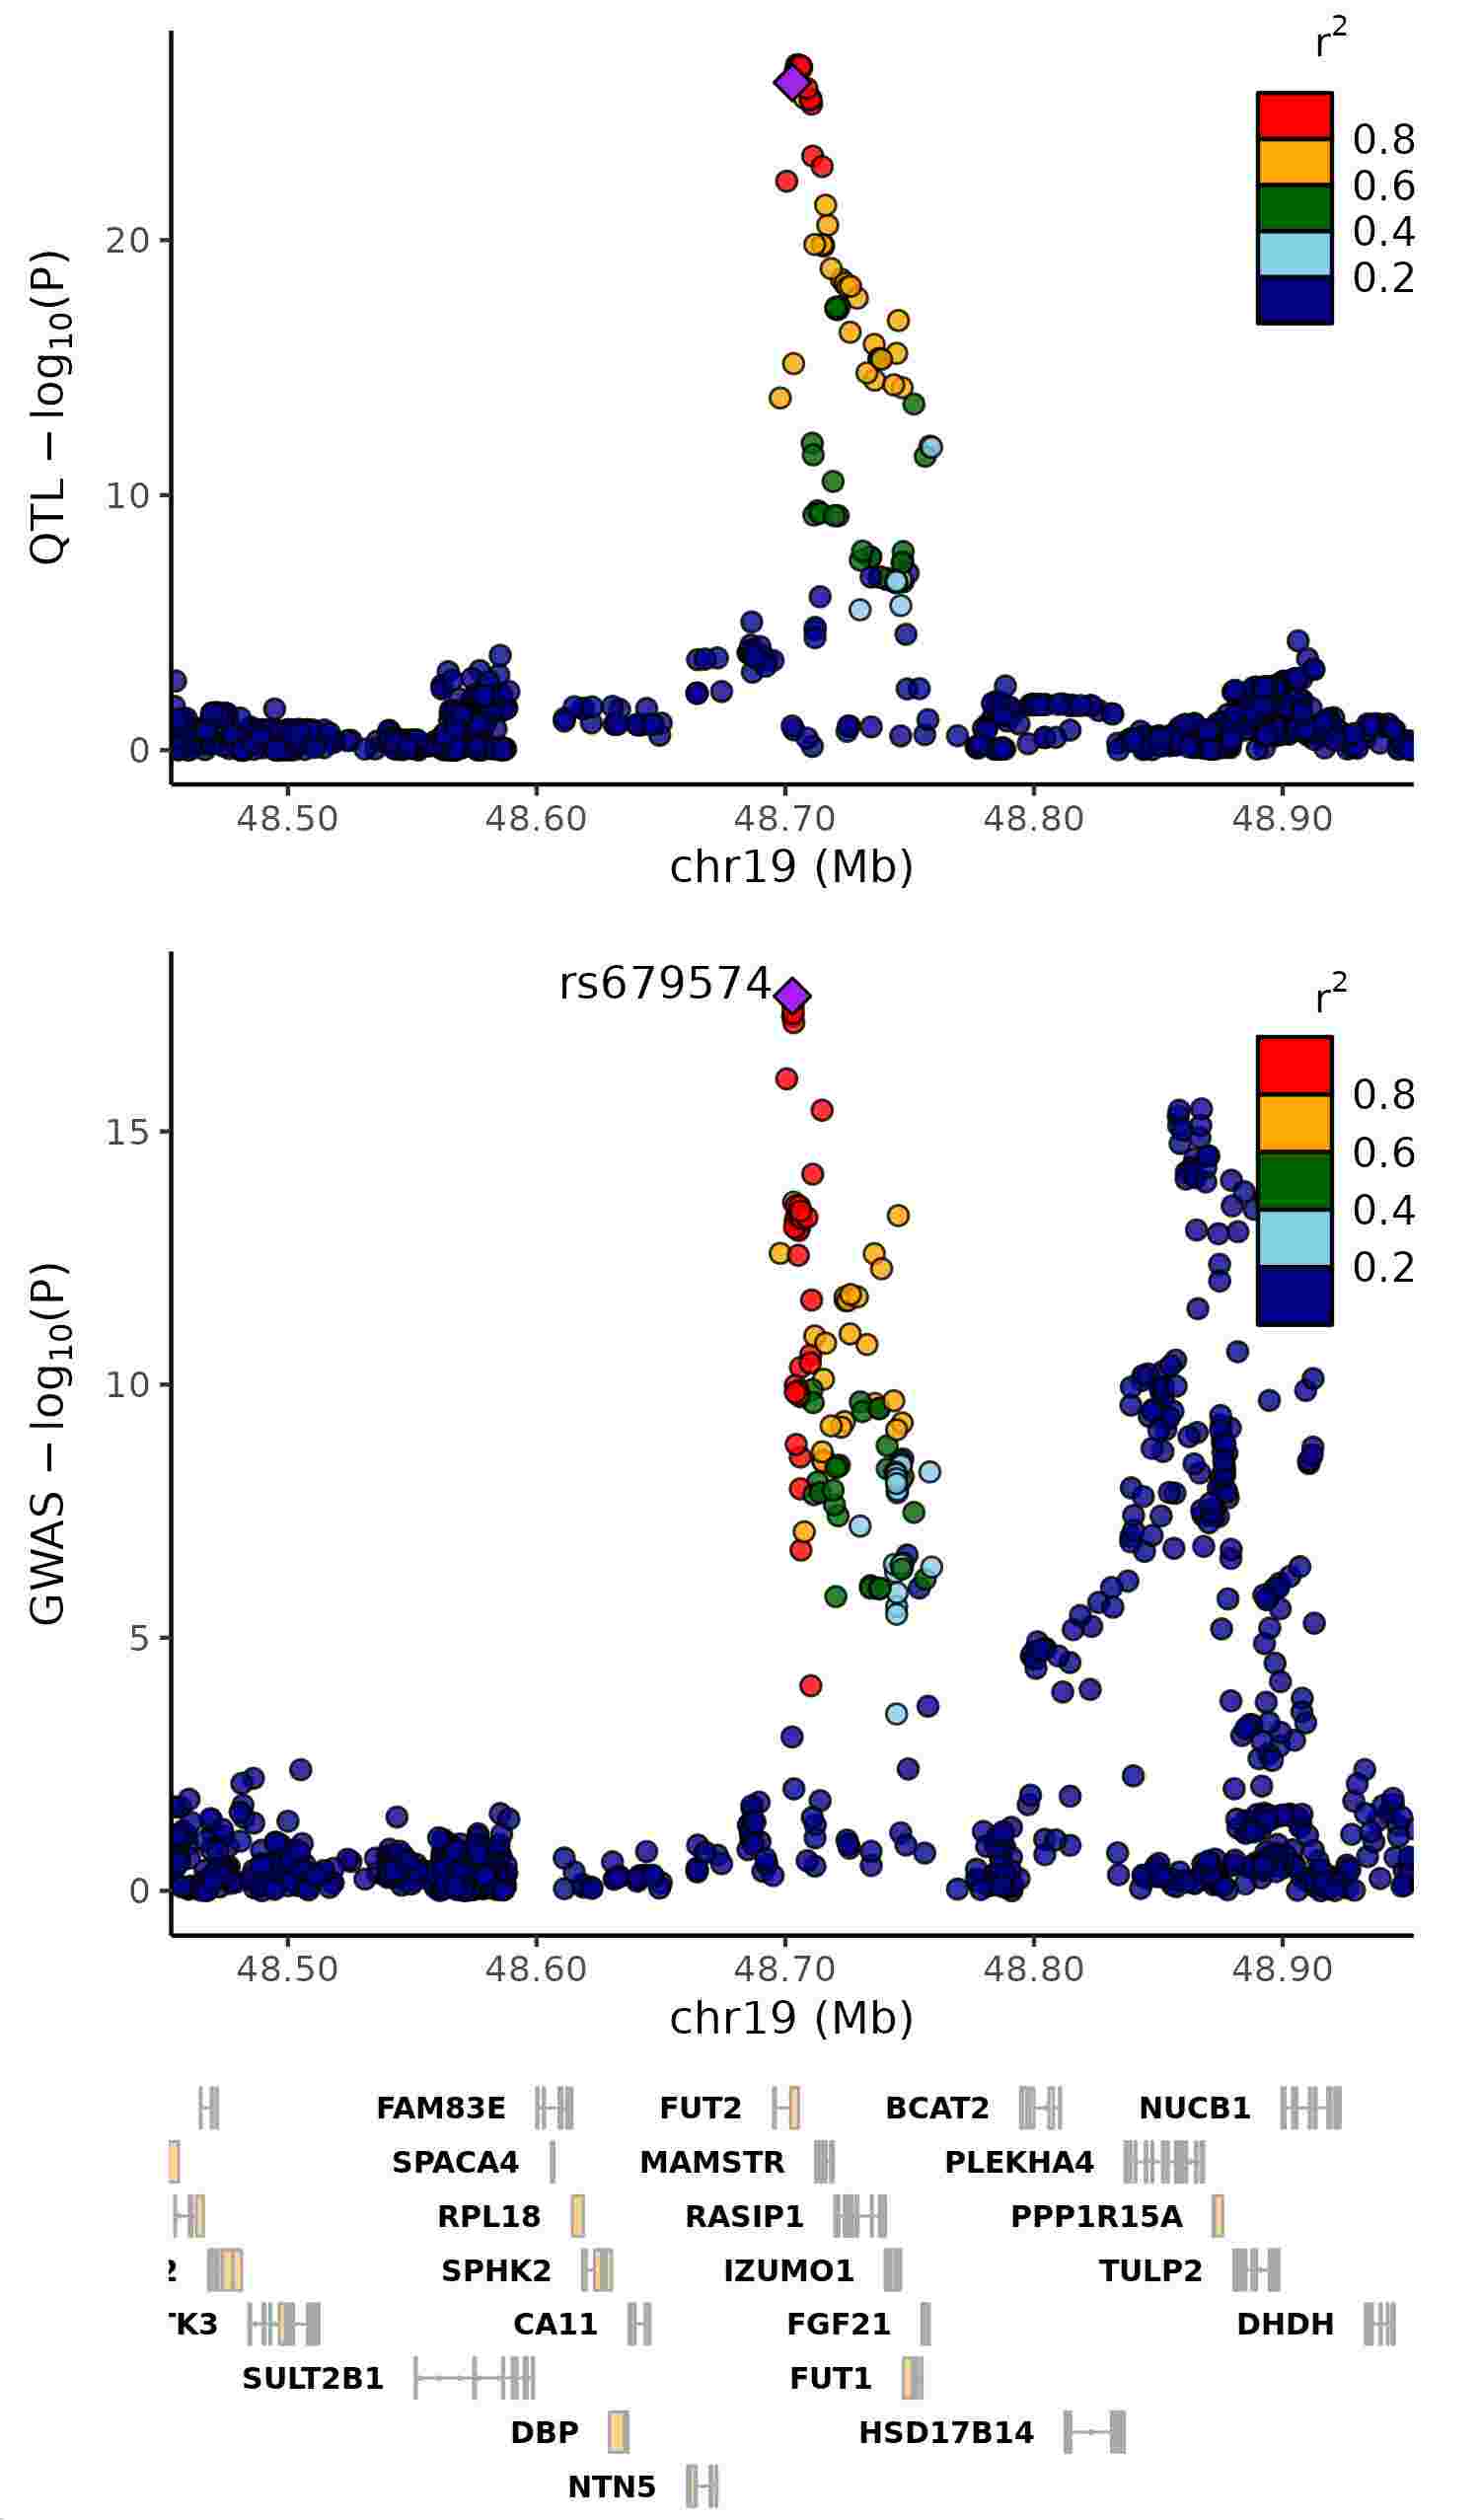 r²
0.8
0.6
0.4
0.2
20
10
0
QTL −log₁₀(P)
48.50 48.60 48.70 48.80 48.90
chr19 (Mb)
rs679574
r²
0.8
0.6
0.4
0.2
15
10
5
0
GWAS −log₁₀(P)
48.50 48.60 48.70 48.80 48.90
chr19 (Mb)
FAM83E FUT2 BCAT2 NUCB1
SPACA4 MAMSTR PLEKHA4
RPL18 RASIP1 PPP1R15A
2 SPHK2 IZUMO1 TULP2
TK3 CA11 FGF21 DHDH
SULT2B1 FUT1
DBP HSD17B14
NTN5